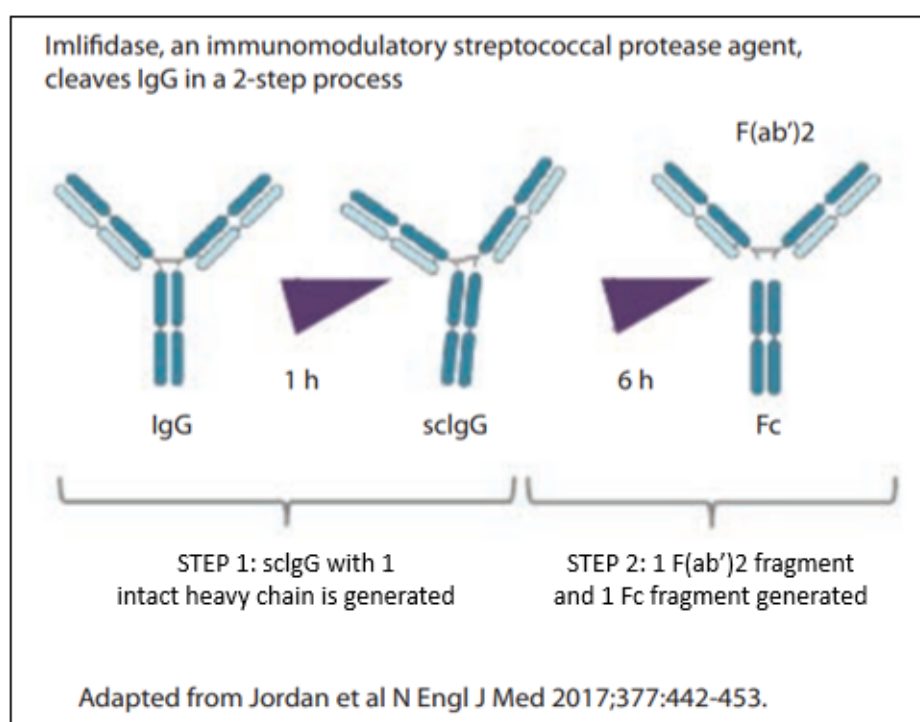 Imlifidase, an immunomodulatory streptococcal protease agent,
cleaves IgG in a 2-step process
F(ab')2
1 h
6 h
IgG
scIgG
Fc
STEP 1: scIgG with 1
intact heavy chain is generated
STEP 2: 1 F(ab')2 fragment
and 1 Fc fragment generated
Adapted from Jordan et al N Engl J Med 2017;377:442-453.